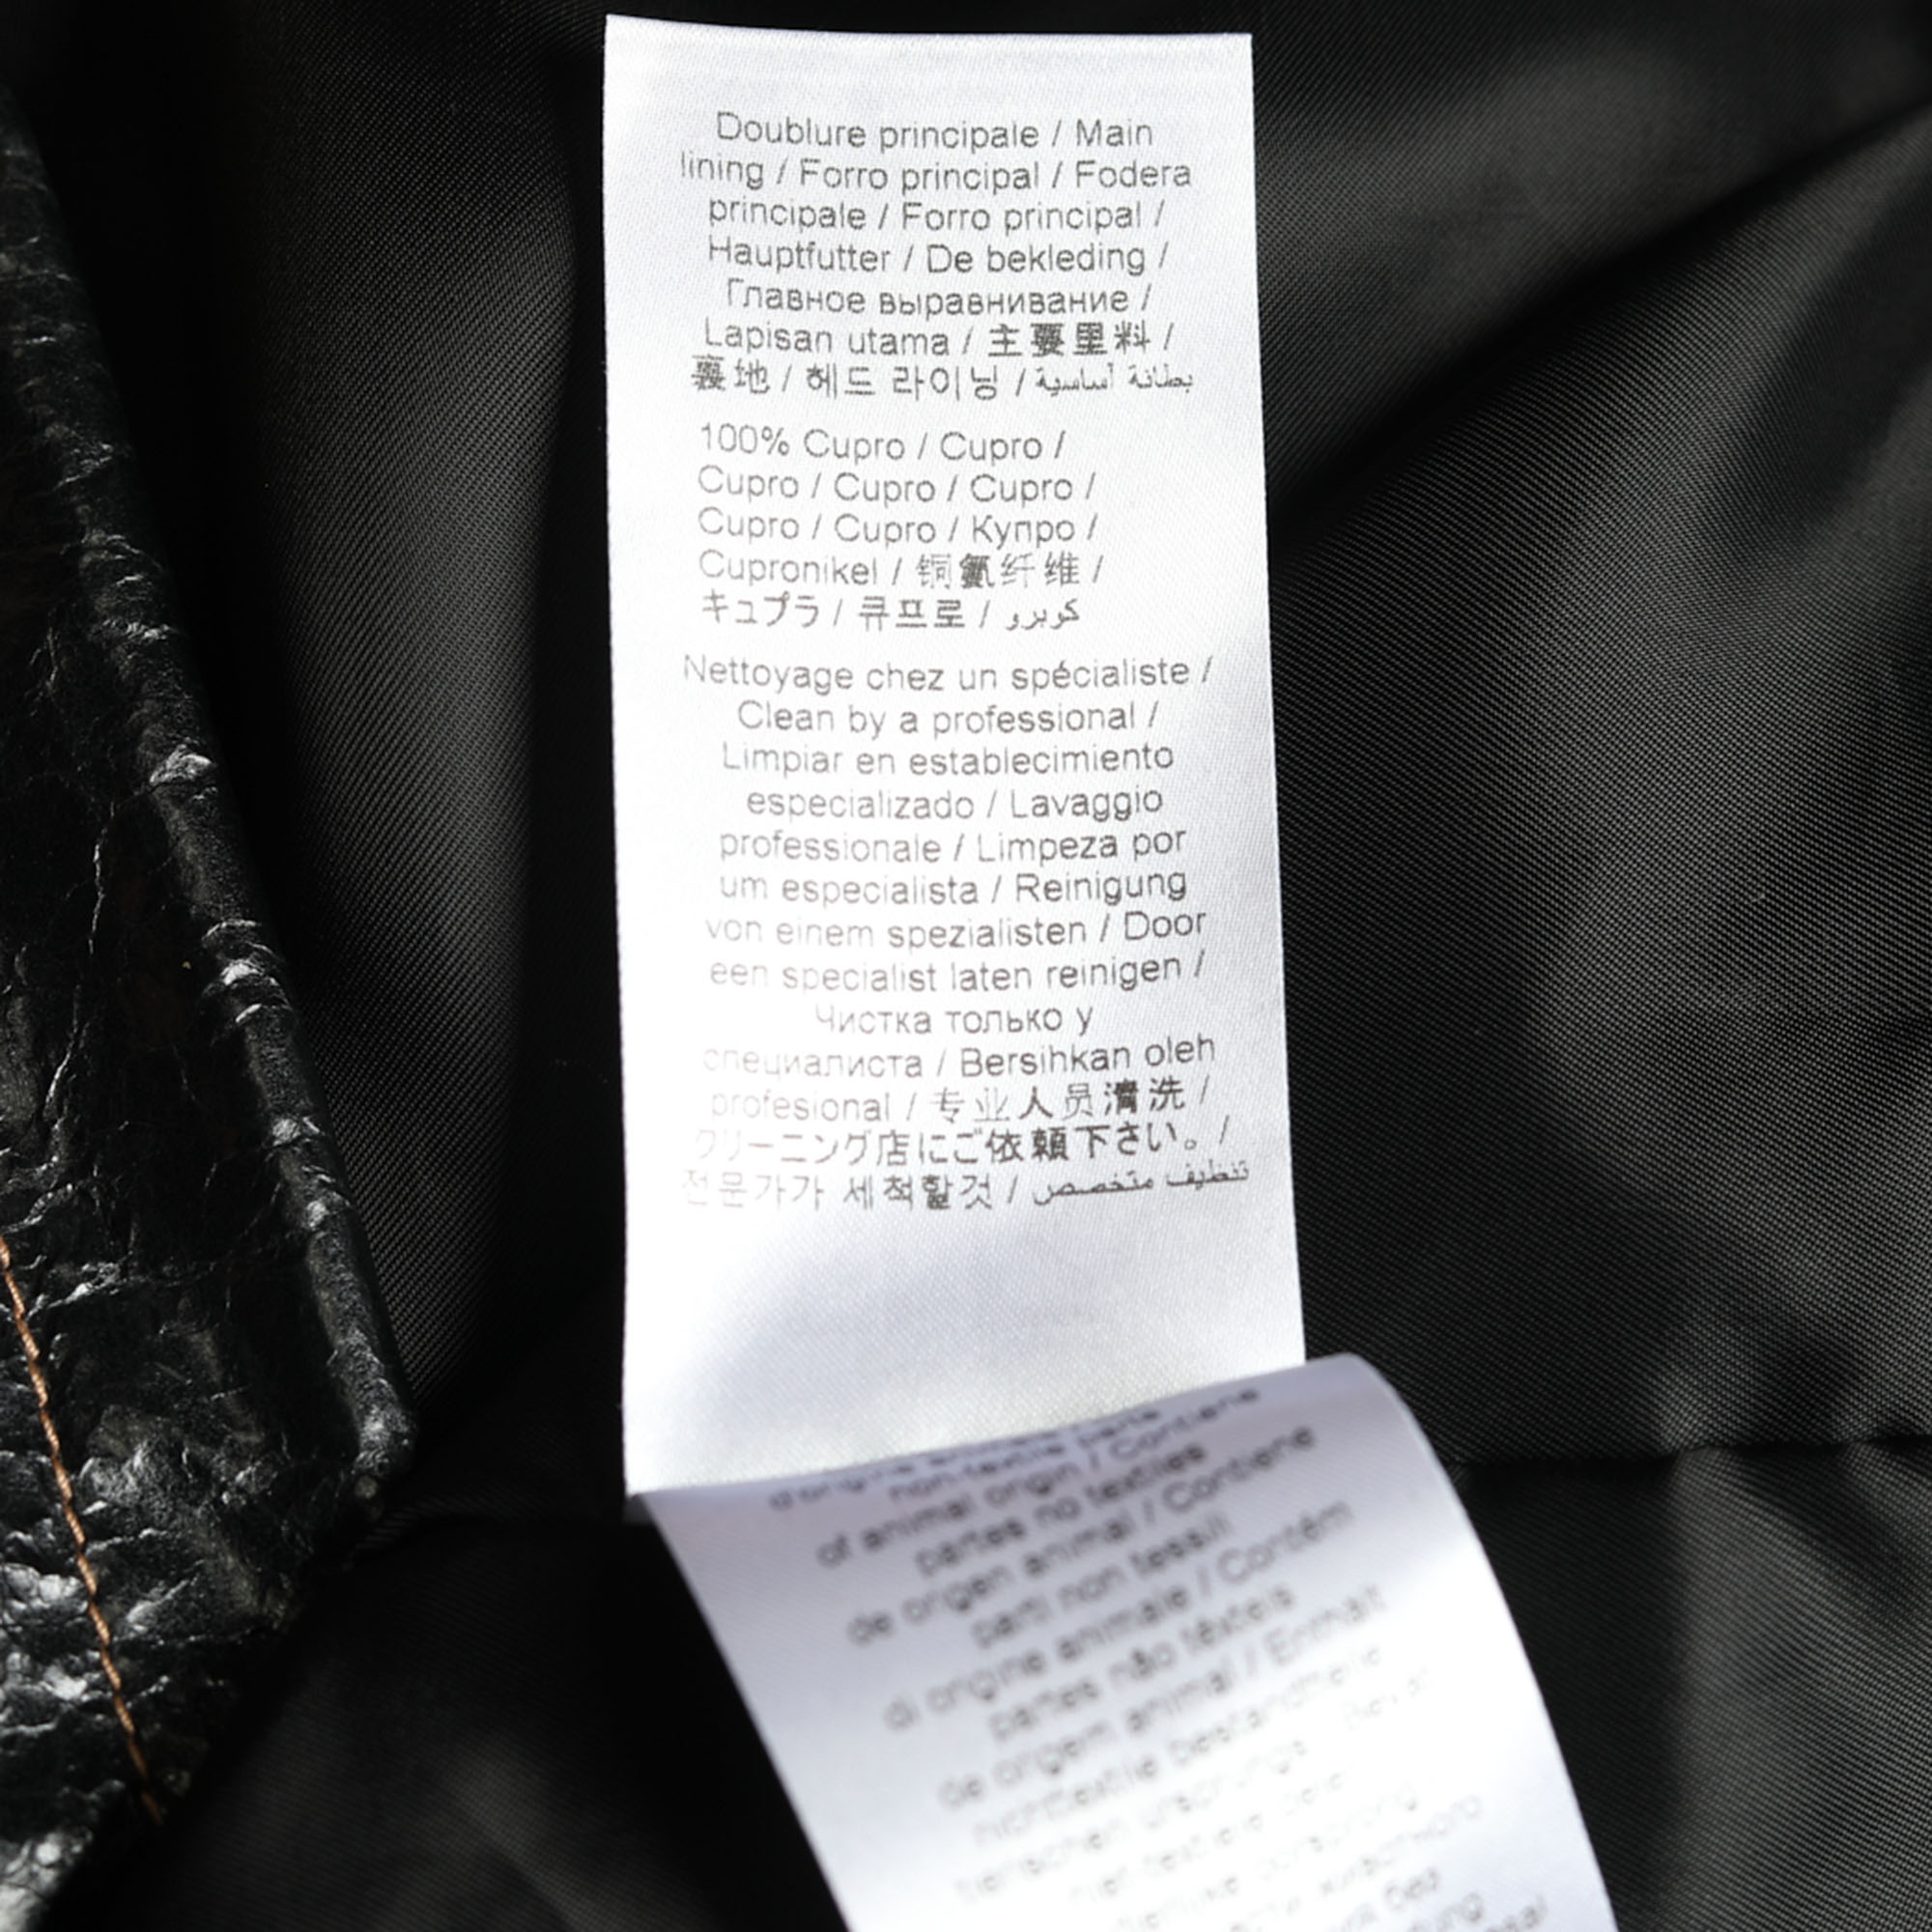 Doublure principale / Main
lining / Forro principal / Fodera
principale / Forro principal /
Hauptfutter / De bekleding /
Главное выравнивание /
Lapisan utama / 主要里料 /
裏地 / 헤드 라이닝 / بطانة أساسية
100% Cupro / Cupro /
Cupro / Cupro / Cupro /
Cupro / Cupro / Купро /
Cupronikel / 铜氨纤维 /
キュプラ / 큐프로 / كوبرو
Nettoyage chez un spécialiste /
Clean by a professional /
Limpiar en establecimiento
especializado / Lavaggio
professionale / Limpeza por
um especialista / Reinigung
von einem spezialisten / Door
een specialist laten reinigen /
Чистка только у
специалиста / Bersihkan oleh
profesional / 专业人员清洗 /
クリーニング店にご依頼下さい。 /
전문가가 세척할것 / تنظيف متخصص
d'origine
non-textile parts
of animal origin / Contiene
partes no textiles
de origen animal / Contiene
parti non tessili
di origine animale / Contém
partes não têxteis
de origem animal / Enthält
nichttextile bestandteile